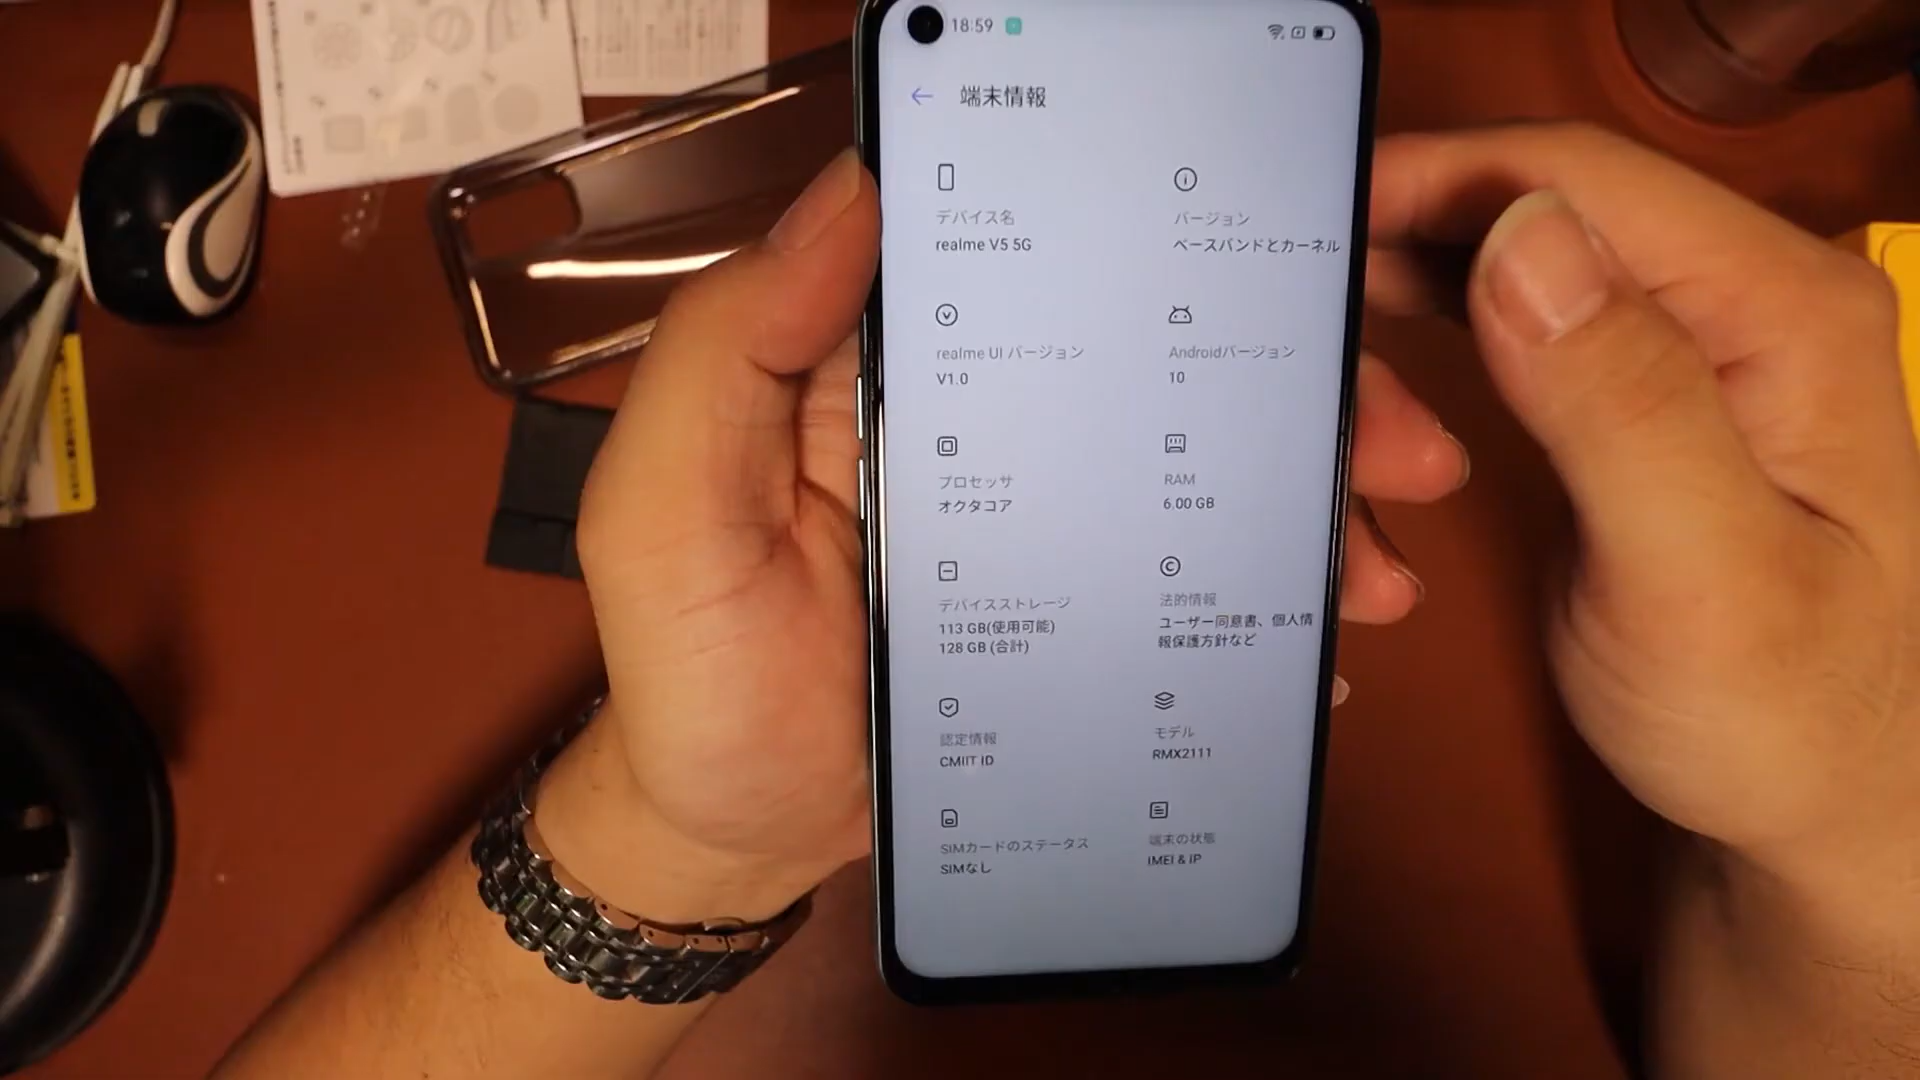 18:59
端末情報
デバイス名
realme V5 5G
バージョン
ベースバンドとカーネル
realme UI バージョン
V1.0
Androidバージョン
10
プロセッサ
オクタコア
RAM
6.00 GB
デバイスストレージ
113 GB(使用可能)
128 GB (合計)
法的情報
ユーザー同意書、個人情
報保護方針など
認定情報
CMIIT ID
モデル
RMX2111
SIMカードのステータス
SIMなし
端末の状態
IMEI & IP